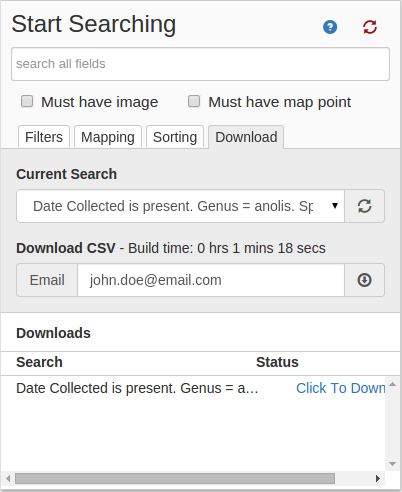 Start Searching
search all fields
Must have image Must have map point
Filters Mapping Sorting Download
Current Search
Date Collected is present. Genus = anolis. Sp
Download CSV - Build time: 0 hrs 1 mins 18 secs
Email john.doe@email.com
Downloads
Search Status
Date Collected is present. Genus = a… Click To Down